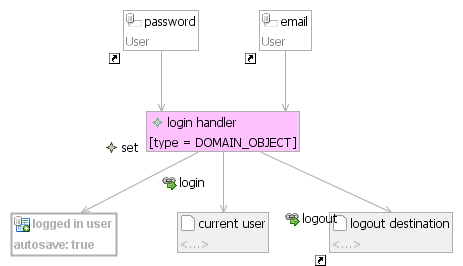 password
User
email
User
login handler
[type = DOMAIN_OBJECT]
set
login
logout
logged in user
autosave: true
current user
<...>
logout destination
<...>